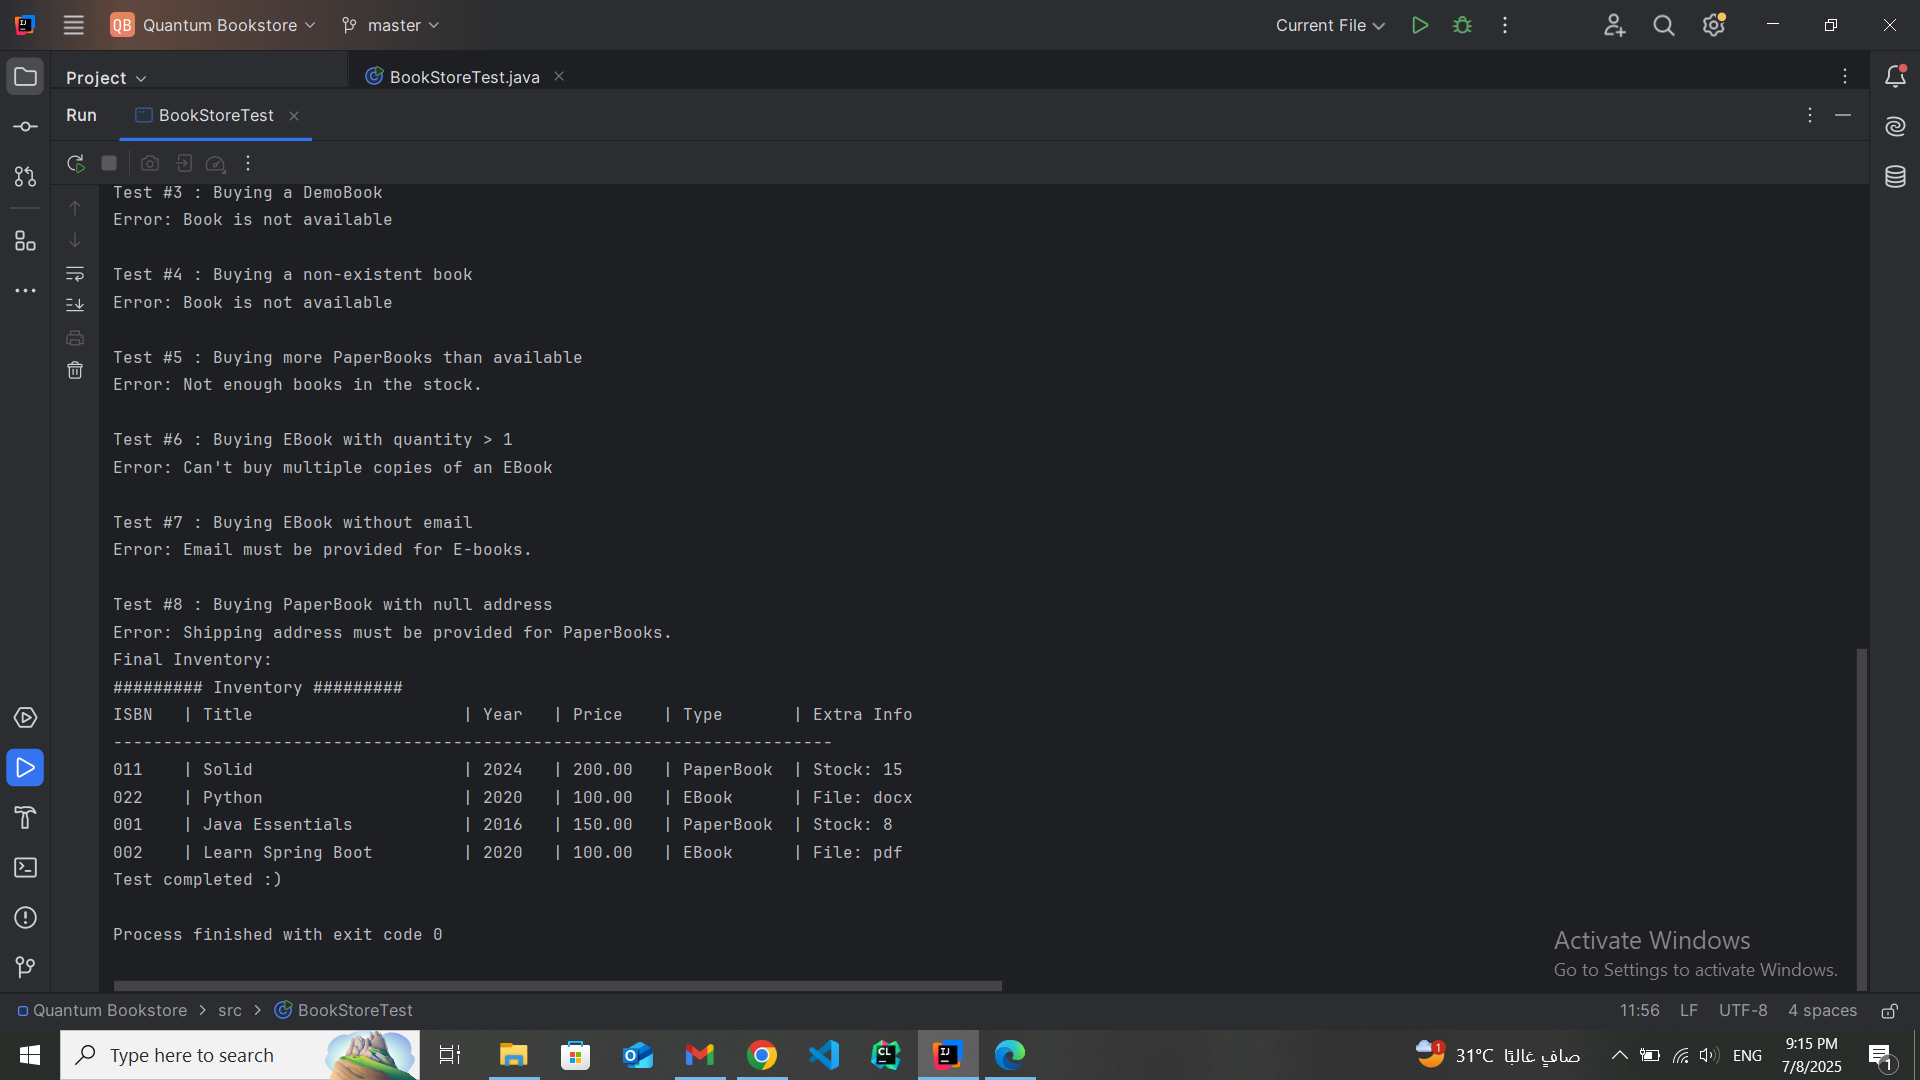 QB Quantum Bookstore master Current File
Project BookStoreTest.java
Run BookStoreTest
Test #3 : Buying a DemoBook
Error: Book is not available
Test #4 : Buying a non-existent book
Error: Book is not available
Test #5 : Buying more PaperBooks than available
Error: Not enough books in the stock.
Test #6 : Buying EBook with quantity > 1
Error: Can't buy multiple copies of an EBook
Test #7 : Buying EBook without email
Error: Email must be provided for E-books.
Test #8 : Buying PaperBook with null address
Error: Shipping address must be provided for PaperBooks.
Final Inventory:
######### Inventory #########
ISBN | Title | Year | Price | Type | Extra Info
------------------------------------------------------------------------
011 | Solid | 2024 | 200.00 | PaperBook | Stock: 15
022 | Python | 2020 | 100.00 | EBook | File: docx
001 | Java Essentials | 2016 | 150.00 | PaperBook | Stock: 8
002 | Learn Spring Boot | 2020 | 100.00 | EBook | File: pdf
Test completed :)
Process finished with exit code 0
Activate Windows
Go to Settings to activate Windows.
Quantum Bookstore > src > BookStoreTest 11:56 LF UTF-8 4 spaces
Type here to search CL IJ 1 31°C صافٍ غالبًا ENG 9:15 PM
7/8/2025 1